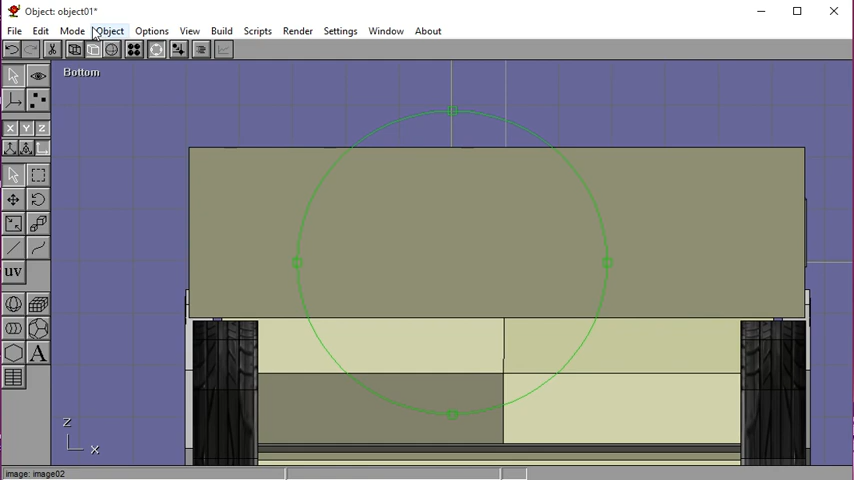 Object: object01*
File Edit Mode Object Options View Build Scripts Render Settings Window About
Bottom
X Y Z
uv
A
Z
X
image: image02